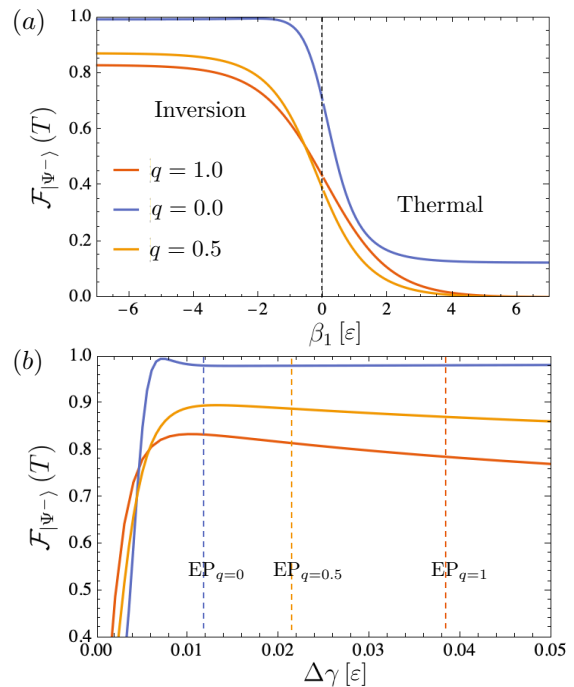 (a)
1.0
0.8
0.6
0.4
0.2
0.0
ℱ|Ψ⁻⟩(T)
Inversion
Thermal
q = 1.0
q = 0.0
q = 0.5
−6 −4 −2 0 2 4 6
β₁ [ε]
(b)
1.0
0.9
0.8
0.7
0.6
0.5
0.4
ℱ|Ψ⁻⟩(T)
EP_{q=0} EP_{q=0.5} EP_{q=1}
0.00 0.01 0.02 0.03 0.04 0.05
Δγ [ε]